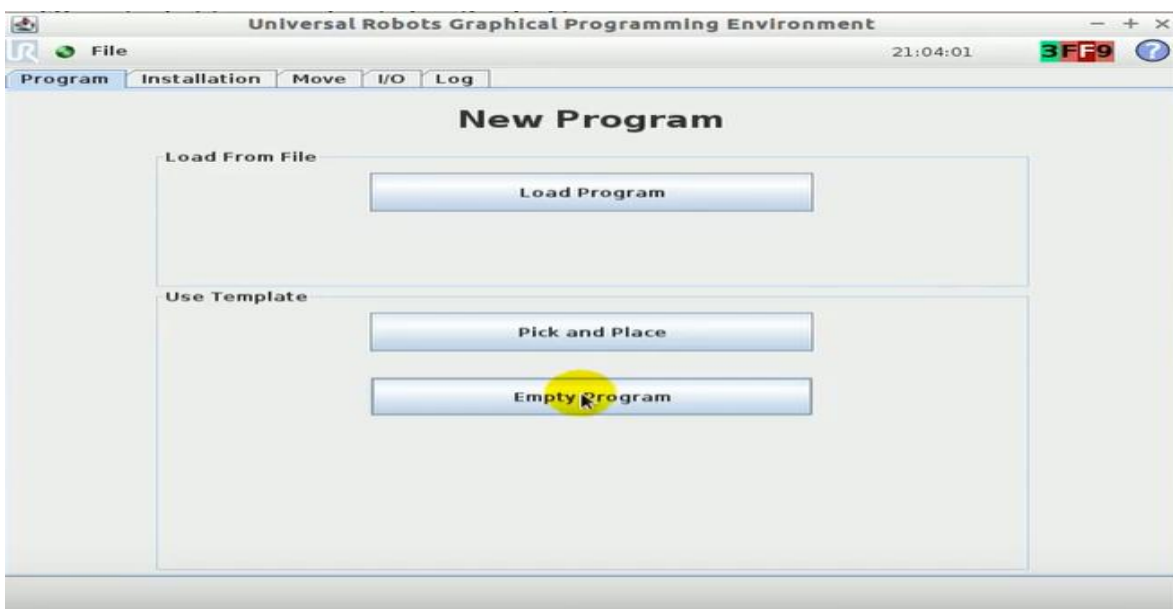 Universal Robots Graphical Programming Environment
File 21:04:01 3FF9 ?
Program Installation Move I/O Log
New Program
Load From File
Load Program
Use Template
Pick and Place
Empty Program